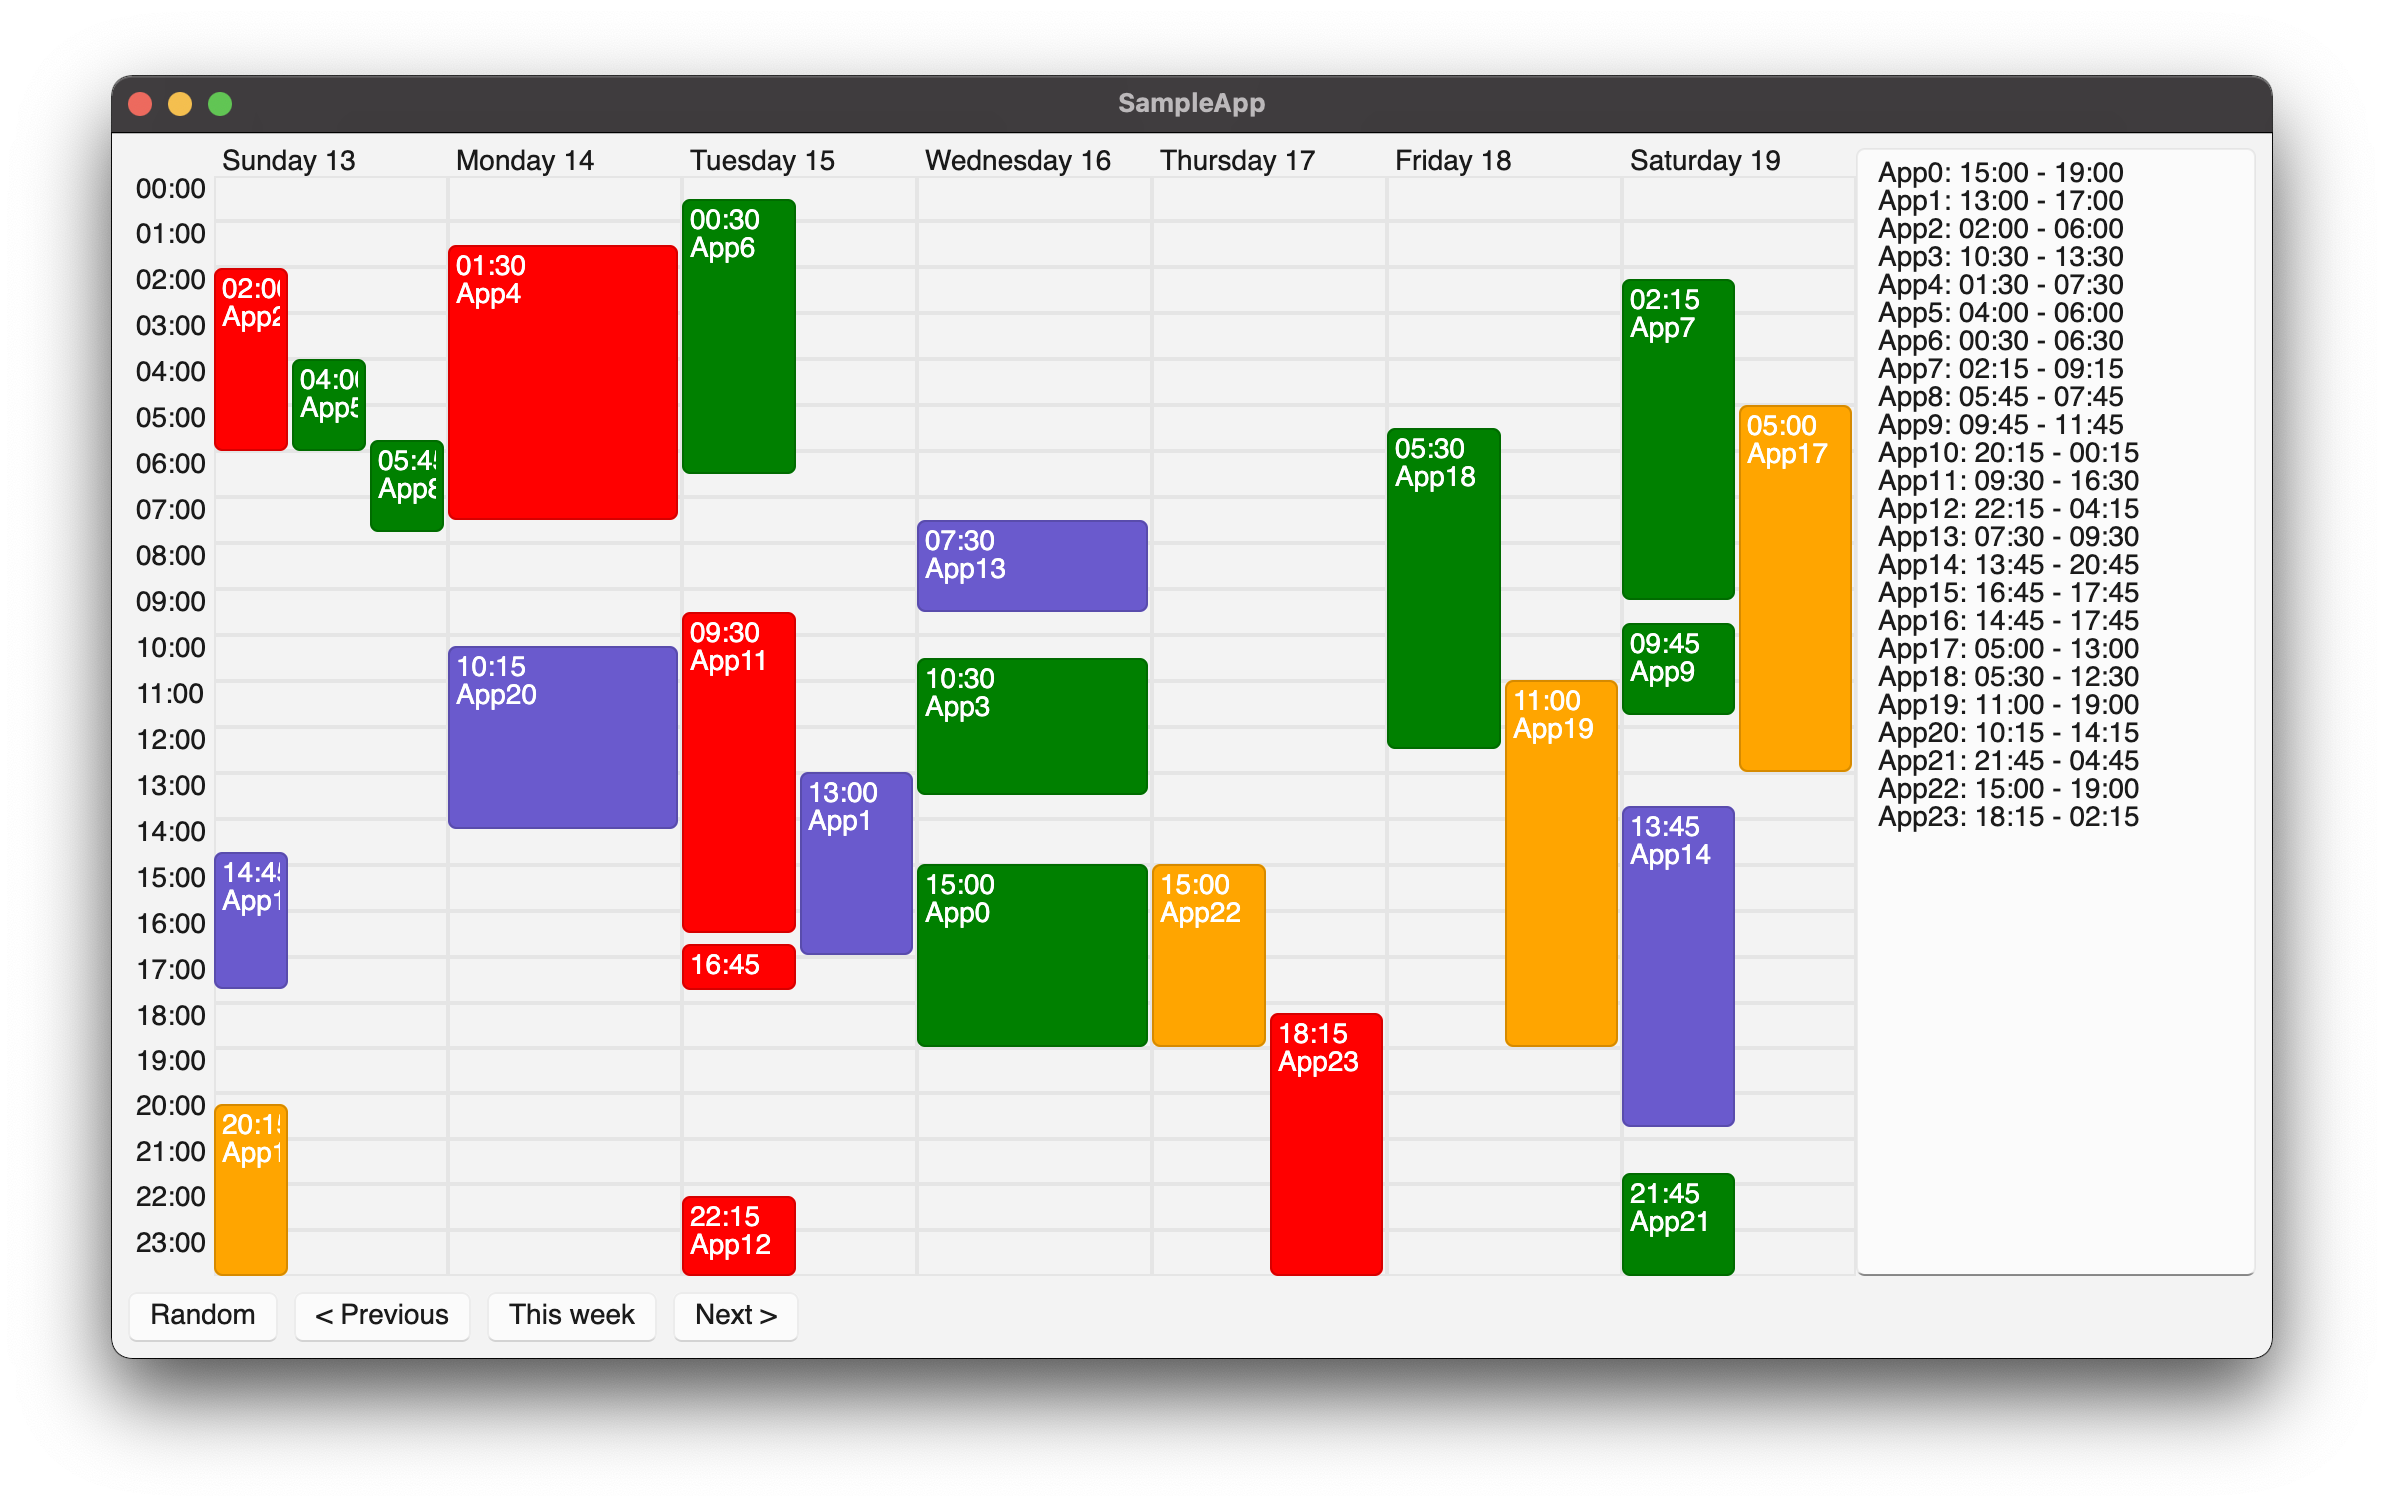 SampleApp
Sunday 13
Monday 14
Tuesday 15
Wednesday 16
Thursday 17
Friday 18
Saturday 19
00:00
01:00
02:00
03:00
04:00
05:00
06:00
07:00
08:00
09:00
10:00
11:00
12:00
13:00
14:00
15:00
16:00
17:00
18:00
19:00
20:00
21:00
22:00
23:00
02:00
App2
04:00
App5
05:45
App8
14:45
App1
20:15
App1
01:30
App4
10:15
App20
00:30
App6
09:30
App11
13:00
App1
16:45
22:15
App12
07:30
App13
10:30
App3
15:00
App0
15:00
App22
18:15
App23
05:30
App18
11:00
App19
02:15
App7
05:00
App17
09:45
App9
13:45
App14
21:45
App21
App0: 15:00 - 19:00
App1: 13:00 - 17:00
App2: 02:00 - 06:00
App3: 10:30 - 13:30
App4: 01:30 - 07:30
App5: 04:00 - 06:00
App6: 00:30 - 06:30
App7: 02:15 - 09:15
App8: 05:45 - 07:45
App9: 09:45 - 11:45
App10: 20:15 - 00:15
App11: 09:30 - 16:30
App12: 22:15 - 04:15
App13: 07:30 - 09:30
App14: 13:45 - 20:45
App15: 16:45 - 17:45
App16: 14:45 - 17:45
App17: 05:00 - 13:00
App18: 05:30 - 12:30
App19: 11:00 - 19:00
App20: 10:15 - 14:15
App21: 21:45 - 04:45
App22: 15:00 - 19:00
App23: 18:15 - 02:15
Random
< Previous
This week
Next >